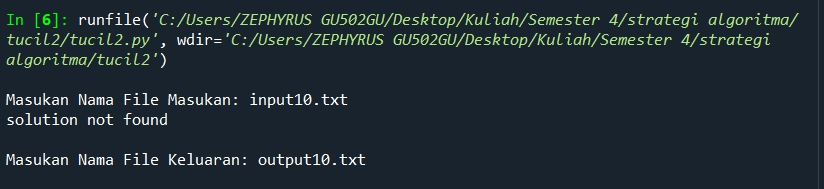 In [6]: runfile('C:/Users/ZEPHYRUS GU502GU/Desktop/Kuliah/Semester 4/strategi algoritma/
tucil2/tucil2.py', wdir='C:/Users/ZEPHYRUS GU502GU/Desktop/Kuliah/Semester 4/strategi
algoritma/tucil2')
Masukan Nama File Masukan: input10.txt
solution not found
Masukan Nama File Keluaran: output10.txt